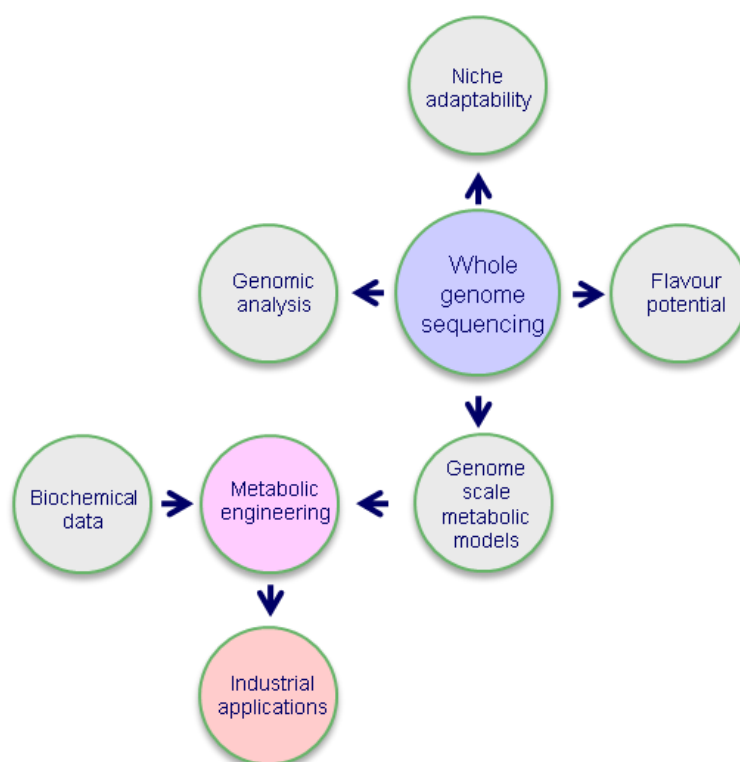 Niche
adaptability
Genomic
analysis
Whole
genome
sequencing
Flavour
potential
Biochemical
data
Metabolic
engineering
Genome
scale
metabolic
models
Industrial
applications